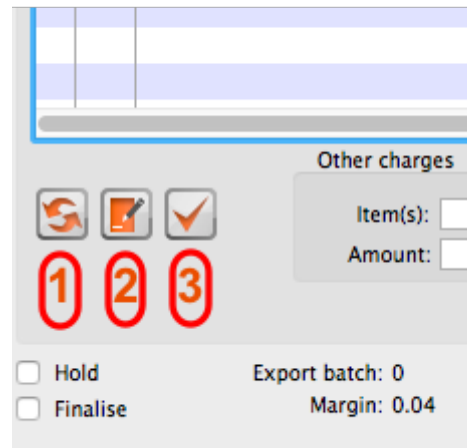 Other charges
Item(s):
Amount:
1 2 3
Hold
Export batch: 0
Finalise
Margin: 0.04